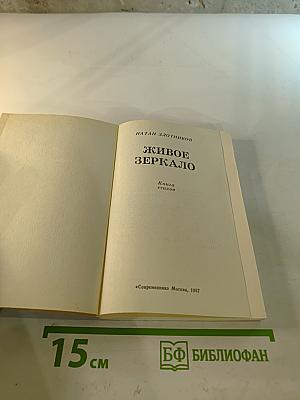 НАТАН ЗЛОТНИКОВ
ЖИВОЕ
ЗЕРКАЛО
Книга
стихов
«Современник» Москва, 1987
15 см
БФ БИБЛИОФАН